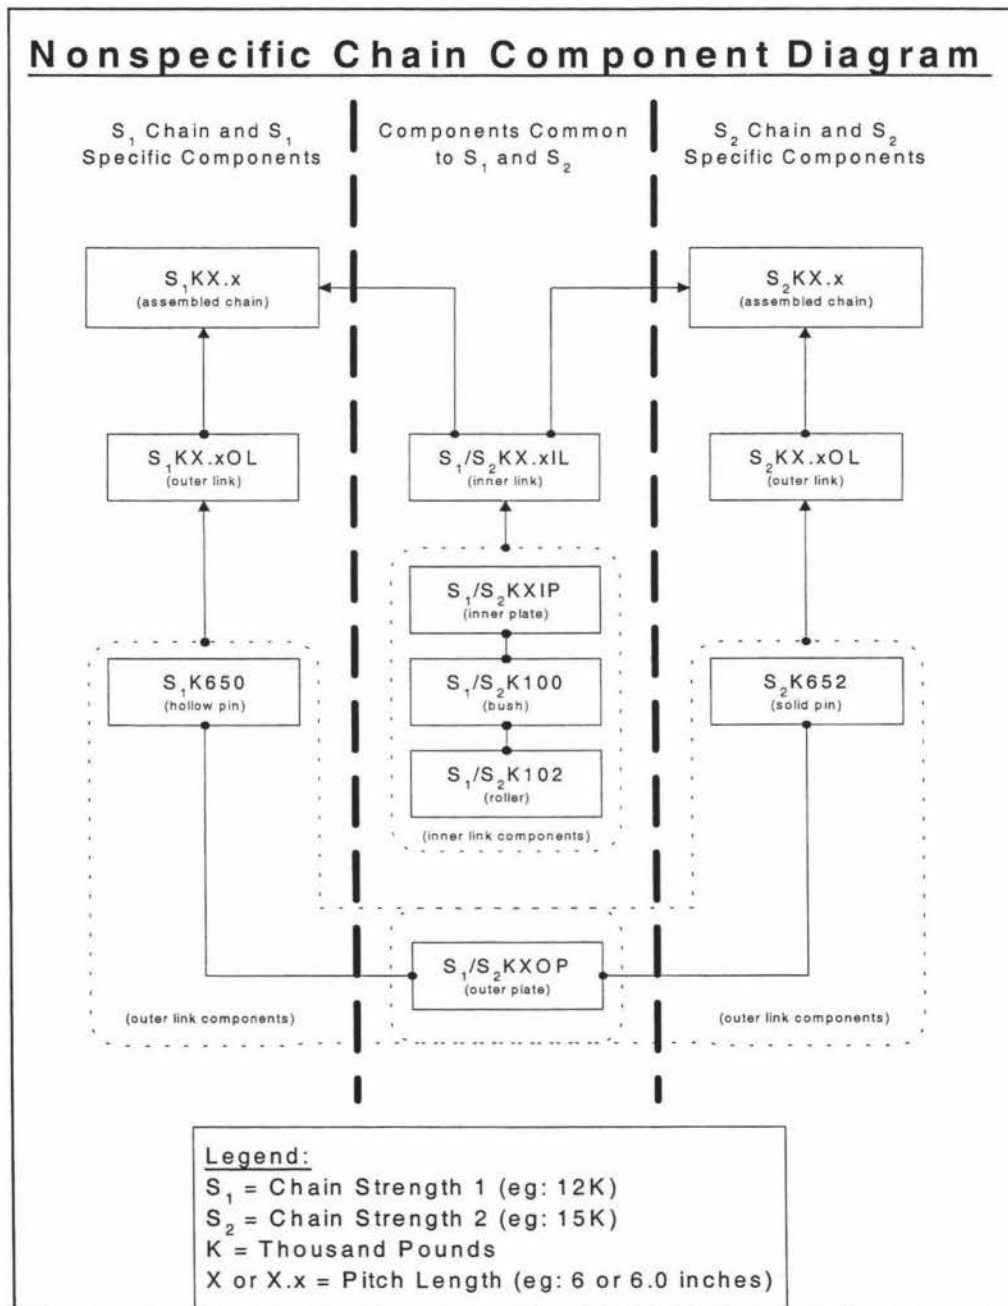 Nonspecific Chain Component Diagram
S₁ Chain and S₁
Specific Components
Components Common
to S₁ and S₂
S₂ Chain and S₂
Specific Components
S₁KX.x
(assembled chain)
S₂KX.x
(assembled chain)
S₁KX.xOL
(outer link)
S₁/S₂KX.xIL
(inner link)
S₂KX.xOL
(outer link)
S₁/S₂KXIP
(inner plate)
S₁K650
(hollow pin)
S₁/S₂K100
(bush)
S₂K652
(solid pin)
S₁/S₂K102
(roller)
(inner link components)
S₁/S₂KXOP
(outer plate)
(outer link components)
(outer link components)
Legend:
S₁ = Chain Strength 1 (eg: 12K)
S₂ = Chain Strength 2 (eg: 15K)
K = Thousand Pounds
X or X.x = Pitch Length (eg: 6 or 6.0 inches)